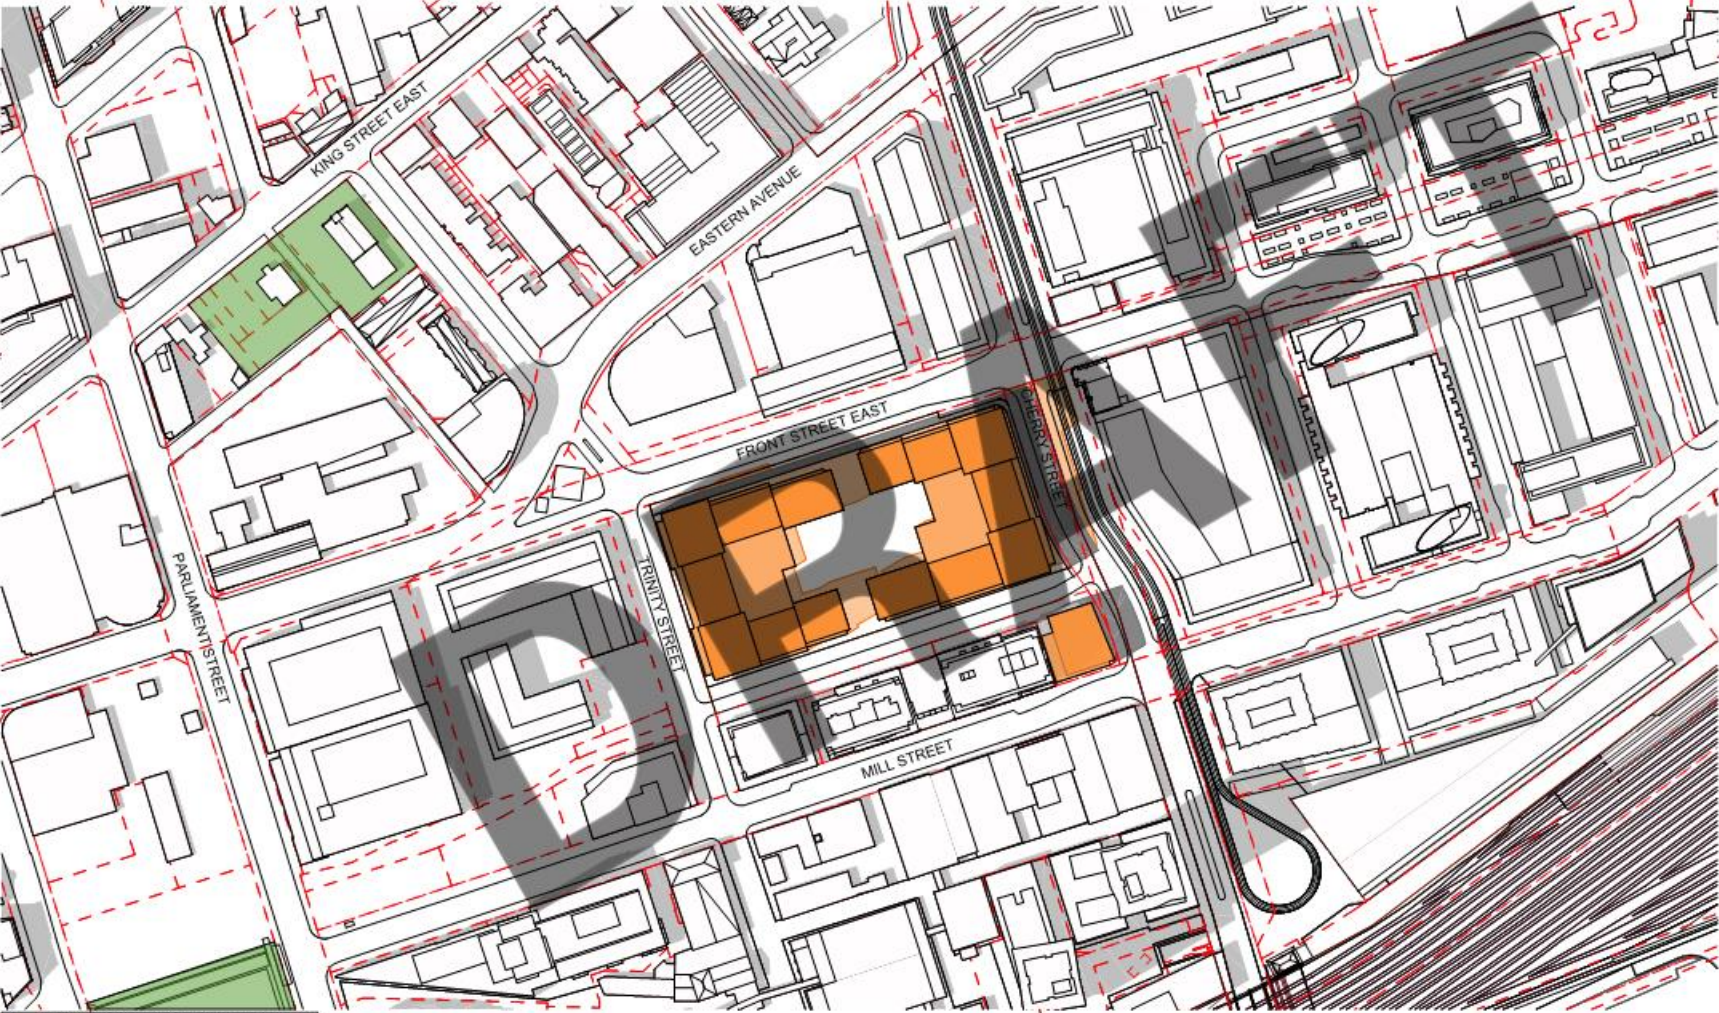 KING STREET EAST
EASTERN AVENUE
FRONT STREET EAST
CHERRY STREET
TRINITY STREET
PARLIAMENT STREET
MILL STREET
DRAFT